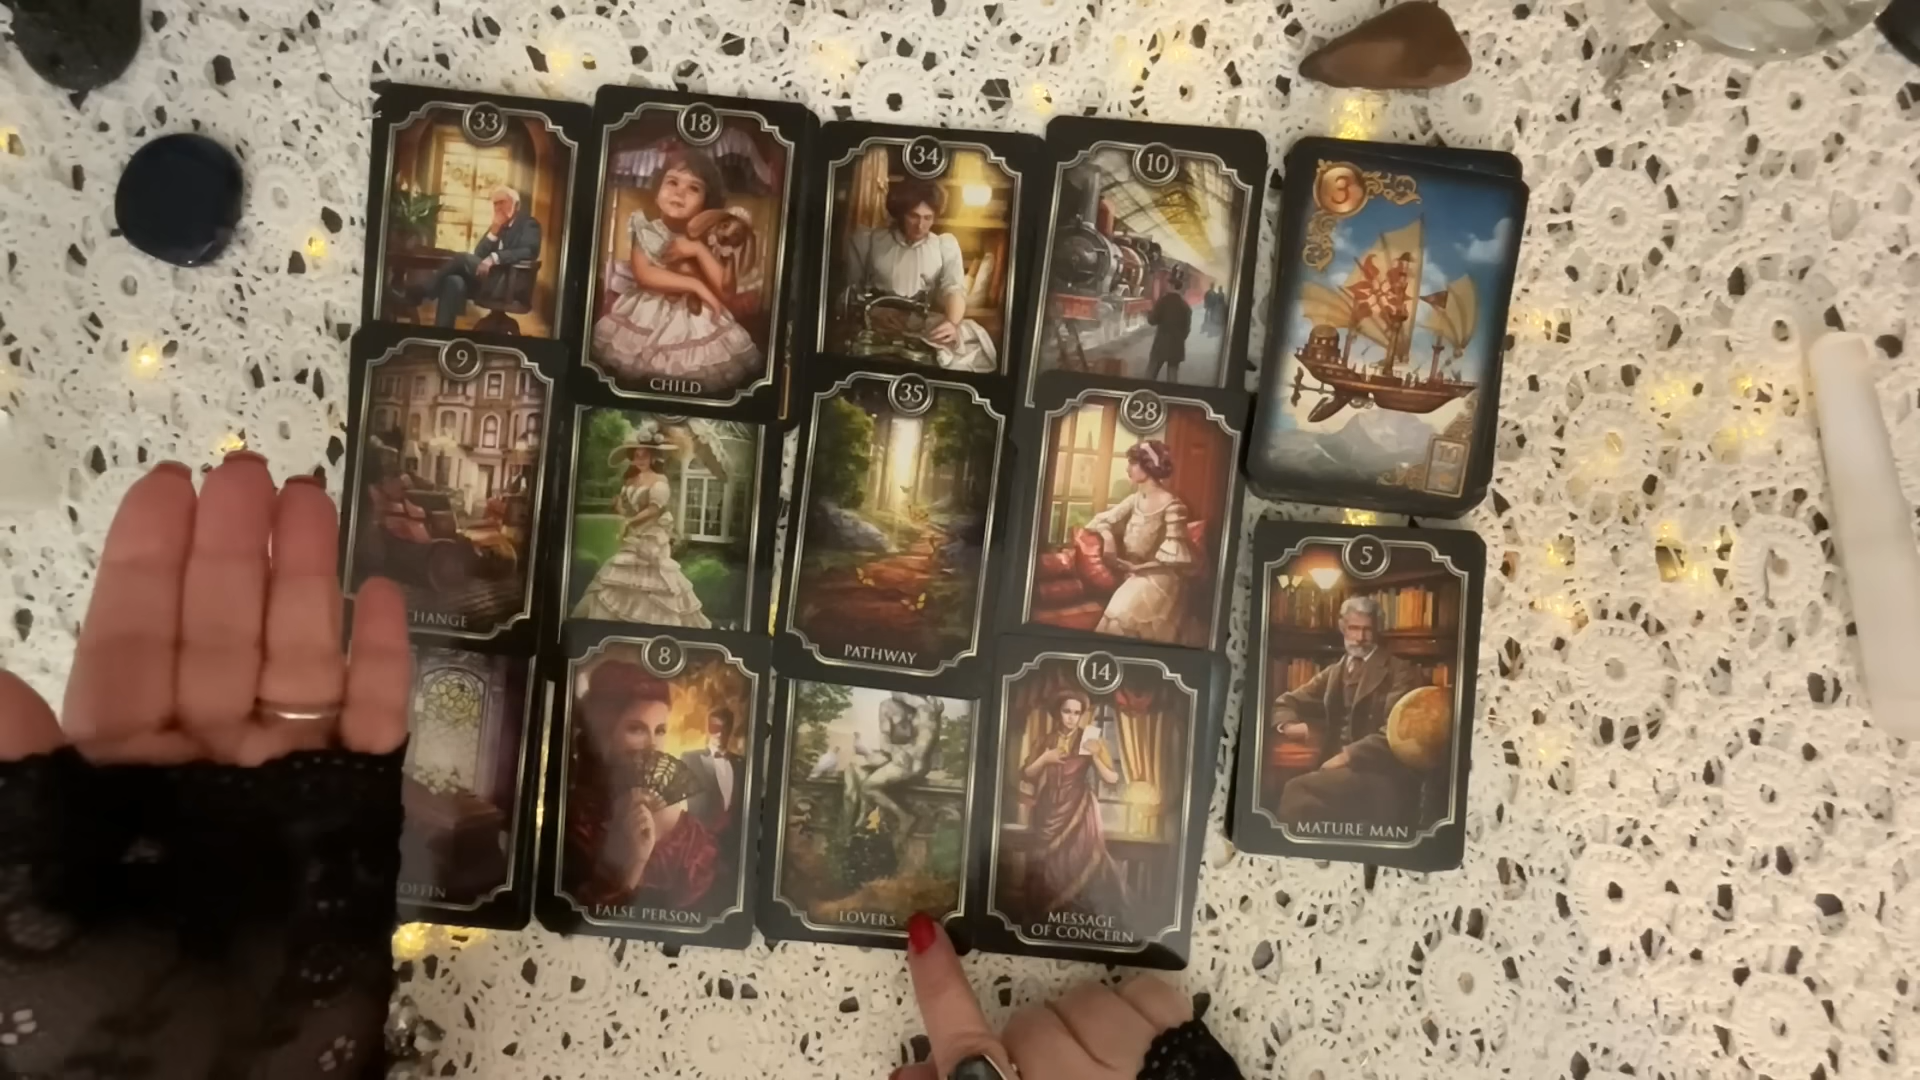 33
18
CHILD
34
10
3
9
CHANGE
35
PATHWAY
28
5
MATURE MAN
8
FALSE PERSON
LOVERS
14
MESSAGE
OF CONCERN
OFFIN